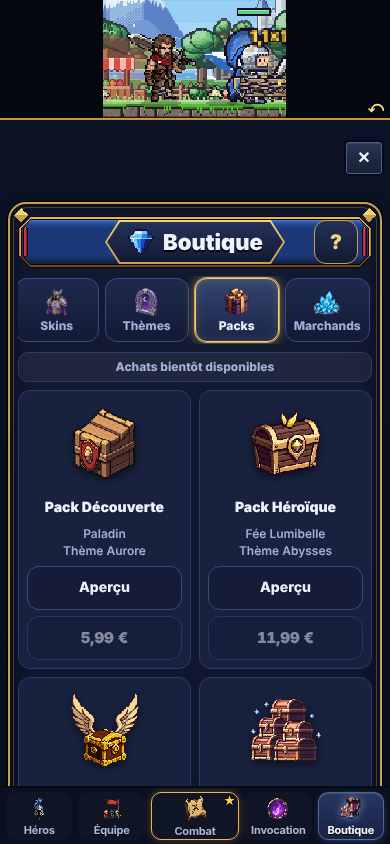 11×1
×
Boutique
?
Skins
Thèmes
Packs
Marchands
Achats bientôt disponibles
Pack Découverte
Pack Héroïque
Paladin
Fée Lumibelle
Thème Aurore
Thème Abysses
Aperçu
Aperçu
5,99 €
11,99 €
Héros
Équipe
Combat
Invocation
Boutique